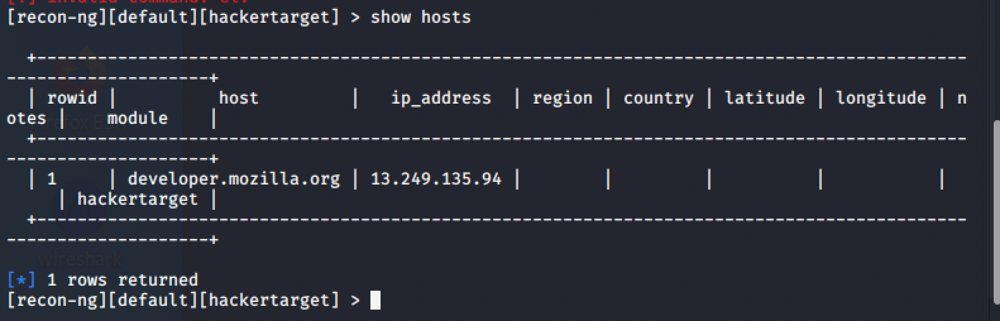 [recon-ng][default][hackertarget] > show hosts
+--------------------------------------------------------------------------------------------
---------------------+
| rowid | host | ip_address | region | country | latitude | longitude | n
otes | module |
+--------------------------------------------------------------------------------------------
---------------------+
| 1 | developer.mozilla.org | 13.249.135.94 | | | | |
| hackertarget |
+--------------------------------------------------------------------------------------------
---------------------+
wireshark
[*] 1 rows returned
[recon-ng][default][hackertarget] >